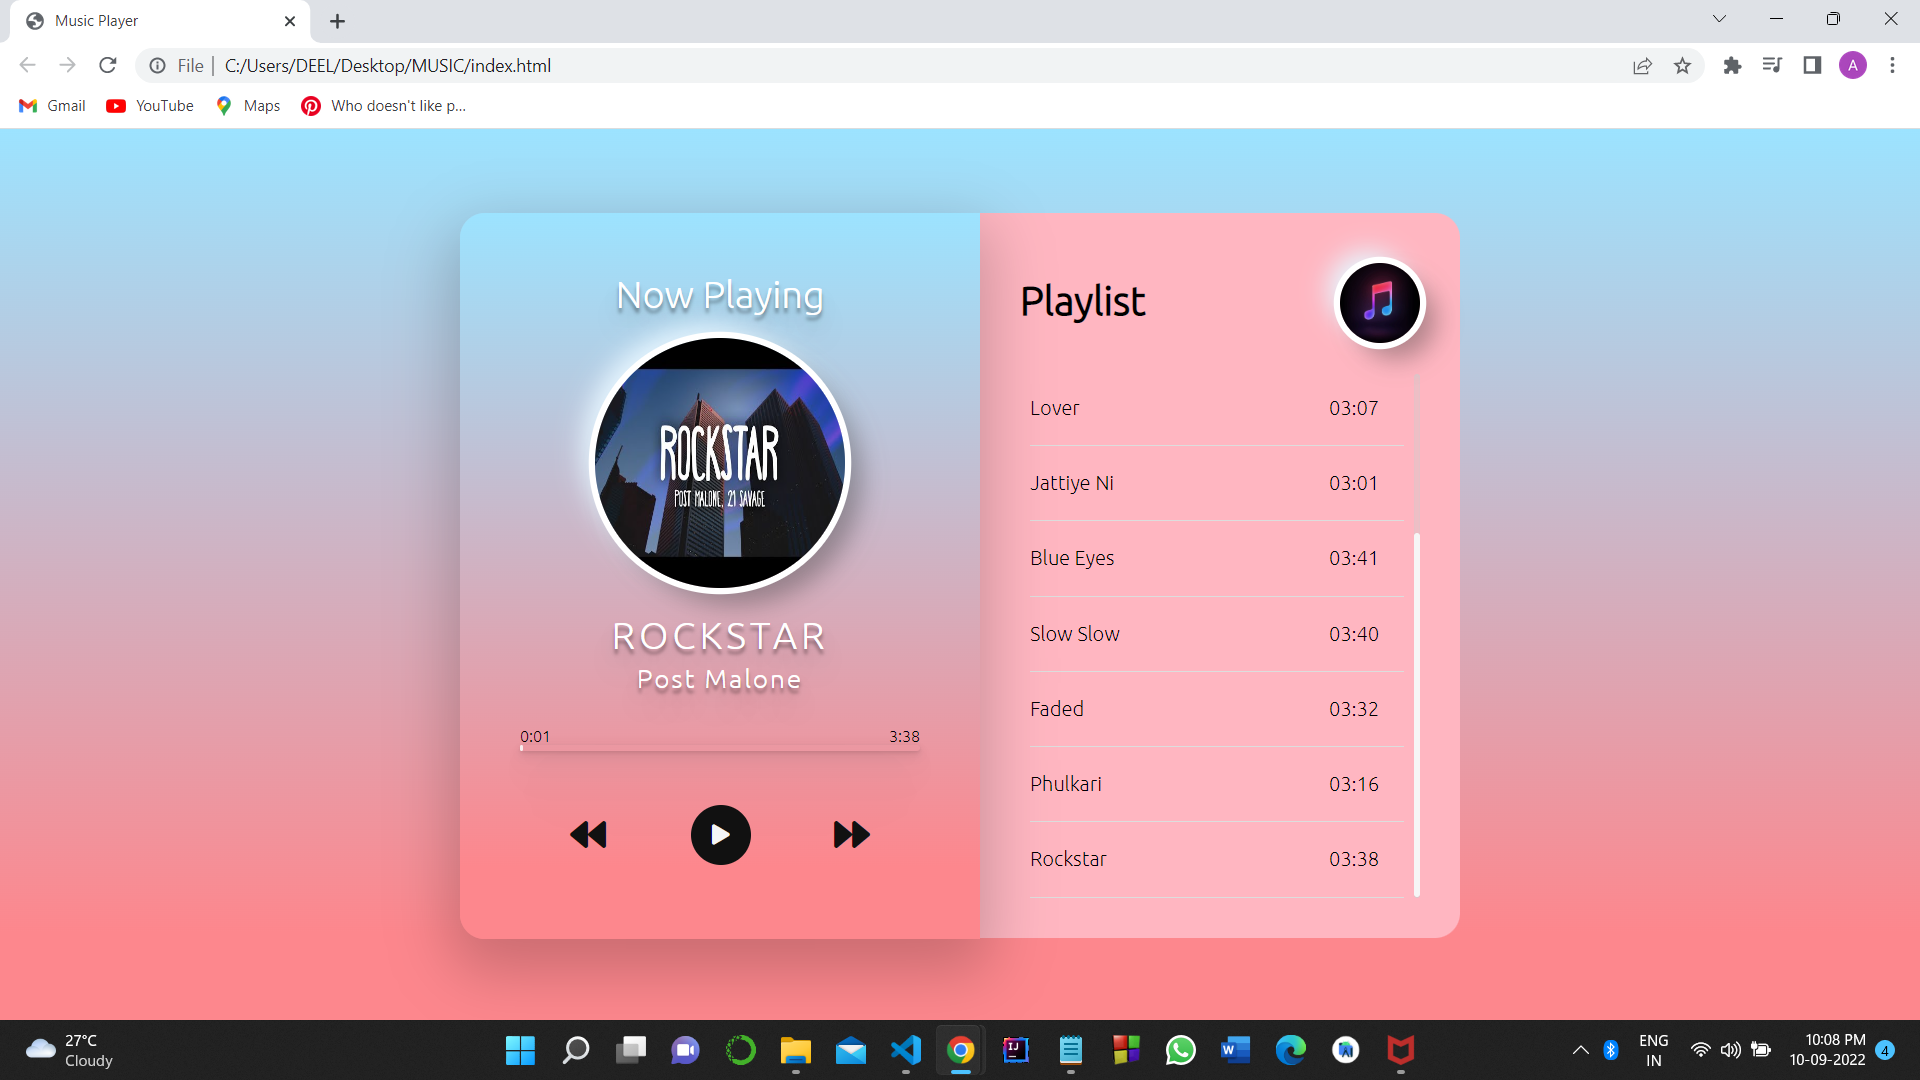 Music Player
File | C:/Users/DEEL/Desktop/MUSIC/index.html
A
Gmail YouTube Maps Who doesn't like p...
Now Playing
ROCKSTAR
POST MALONE, 21 SAVAGE
ROCKSTAR
Post Malone
0:01 3:38
Playlist
Lover 03:07
Jattiye Ni 03:01
Blue Eyes 03:41
Slow Slow 03:40
Faded 03:32
Phulkari 03:16
Rockstar 03:38
27°C
Cloudy
IJ
W
AI
ENG
IN
10:08 PM
10-09-2022
4